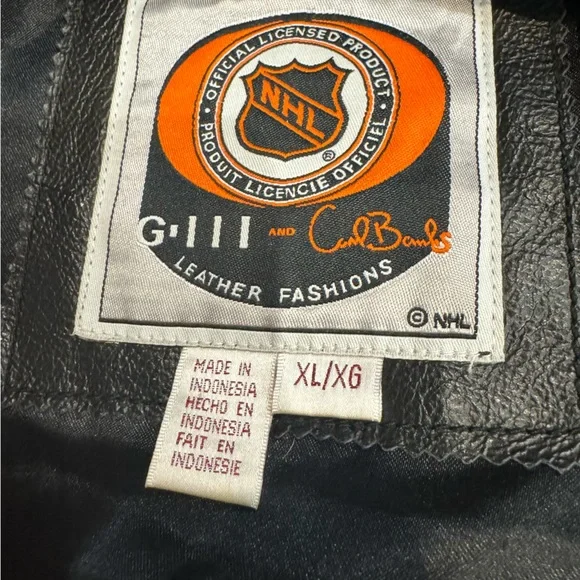 · OFFICIAL LICENSED PRODUCT ·
PRODUIT LICENCIE OFFICIEL
NHL
®
G-III AND Carl Banks
LEATHER FASHIONS
© NHL
MADE IN
INDONESIA
HECHO EN
INDONESIA
FAIT EN
INDONESIE
XL/XG